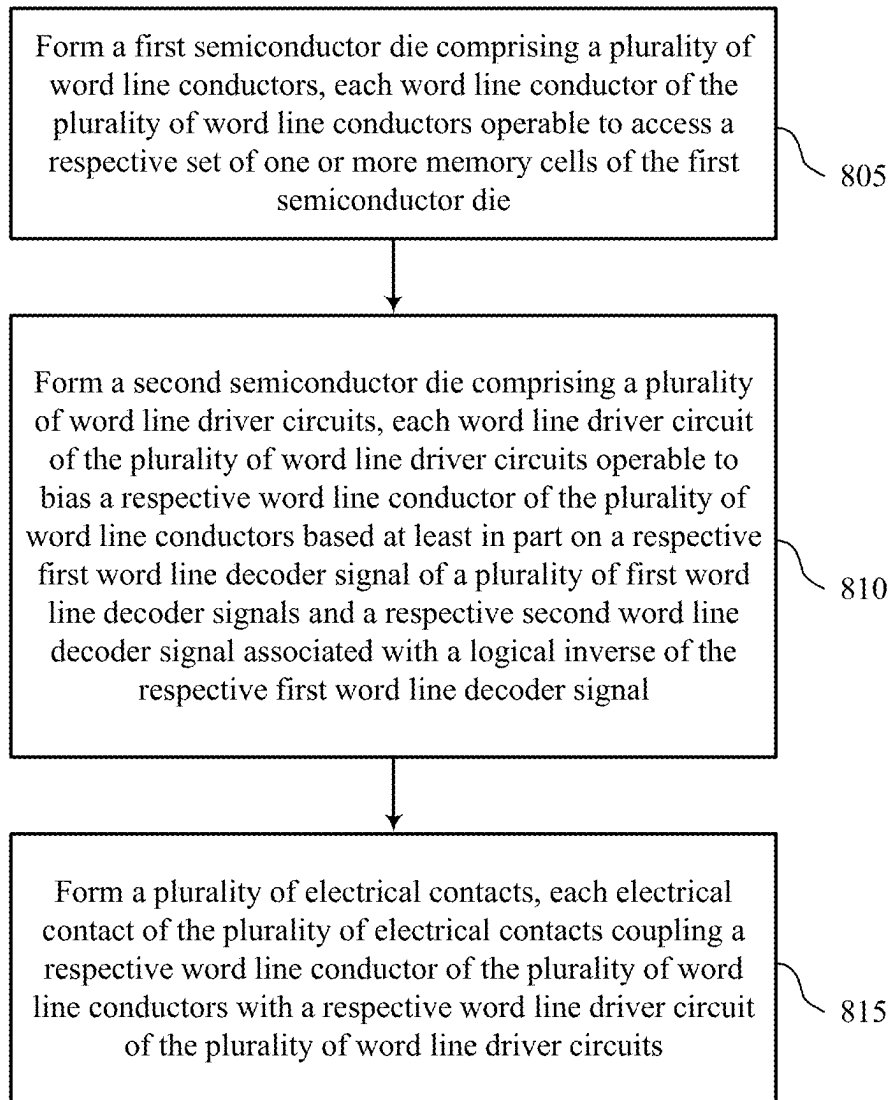 Form a first semiconductor die comprising a plurality of
word line conductors, each word line conductor of the
plurality of word line conductors operable to access a
respective set of one or more memory cells of the first
semiconductor die
805
Form a second semiconductor die comprising a plurality
of word line driver circuits, each word line driver circuit
of the plurality of word line driver circuits operable to
bias a respective word line conductor of the plurality of
word line conductors based at least in part on a respective
first word line decoder signal of a plurality of first word
line decoder signals and a respective second word line
decoder signal associated with a logical inverse of the
respective first word line decoder signal
810
Form a plurality of electrical contacts, each electrical
contact of the plurality of electrical contacts coupling a
respective word line conductor of the plurality of word
line conductors with a respective word line driver circuit
of the plurality of word line driver circuits
815